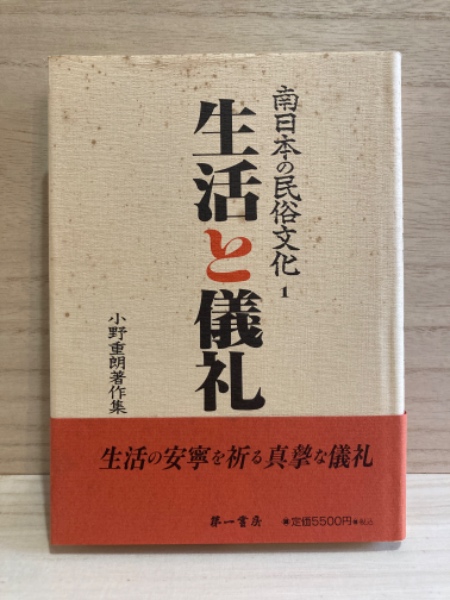 南日本の民俗文化 1
生活と儀礼
小野重朗著作集
生活の安寧を祈る真摯な儀礼
第一書房
●定価5500円●税込